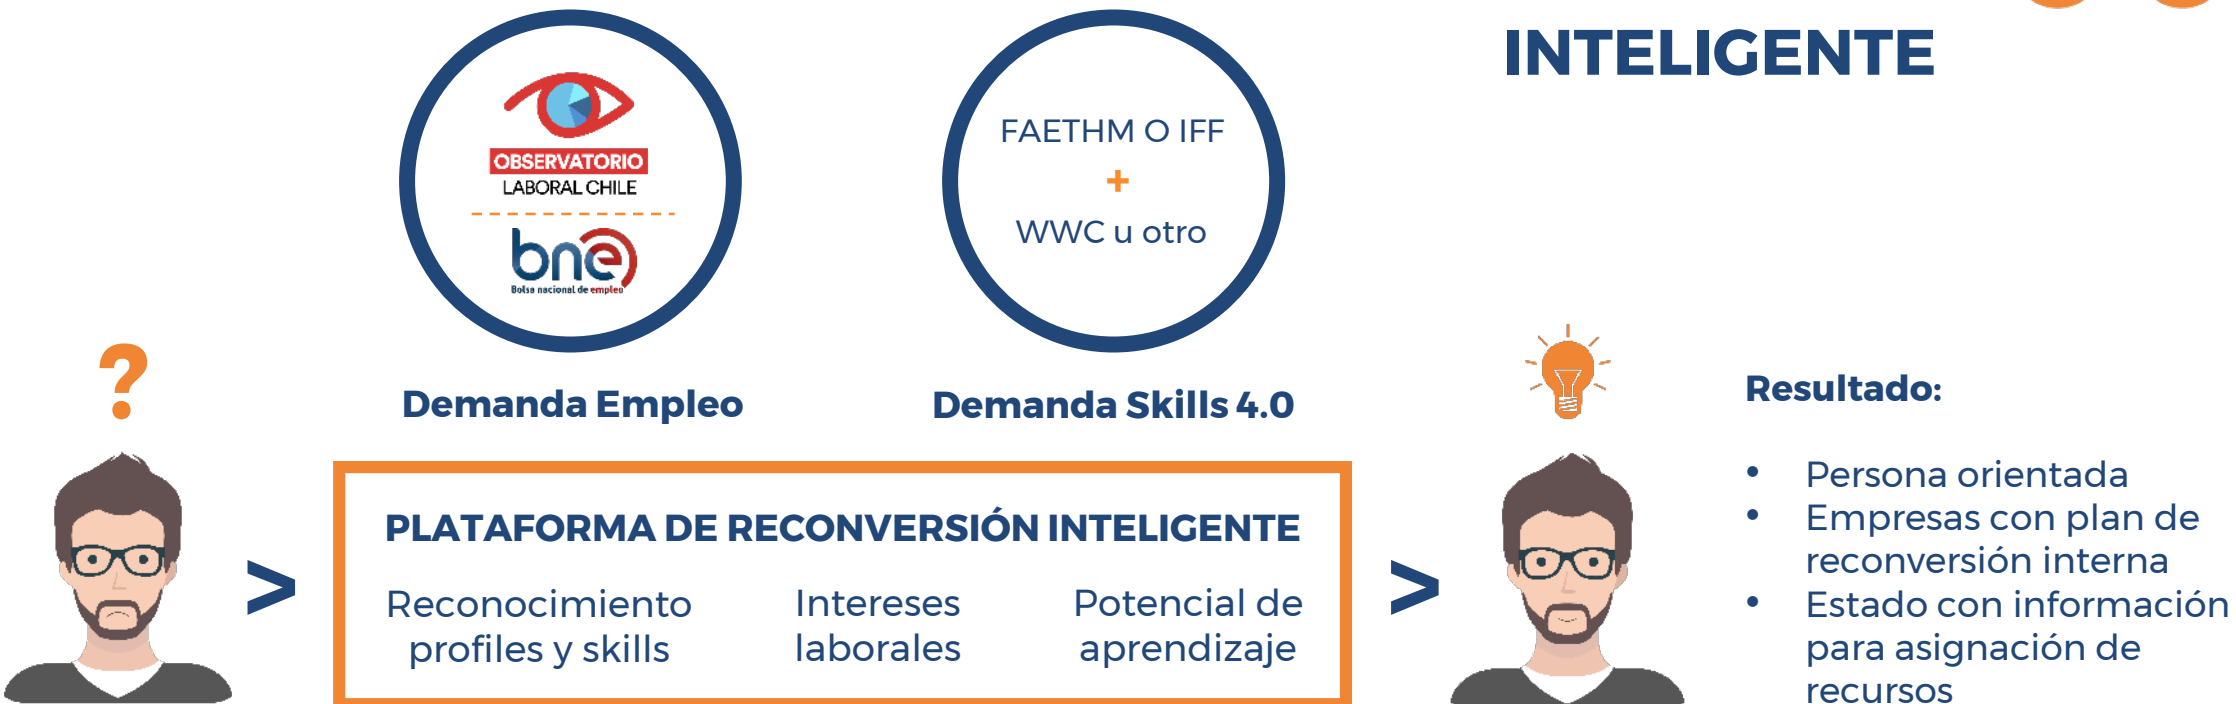 INTELIGENTE
OBSERVATORIO
LABORAL CHILE
bne
Bolsa nacional de empleo
FAETHM O IFF
+
WWC u otro
?
Demanda Empleo
Demanda Skills 4.0
>
PLATAFORMA DE RECONVERSIÓN INTELIGENTE
Reconocimiento
profiles y skills
Intereses
laborales
Potencial de
aprendizaje
>
Resultado:
• Persona orientada
• Empresas con plan de
reconversión interna
• Estado con información
para asignación de
recursos